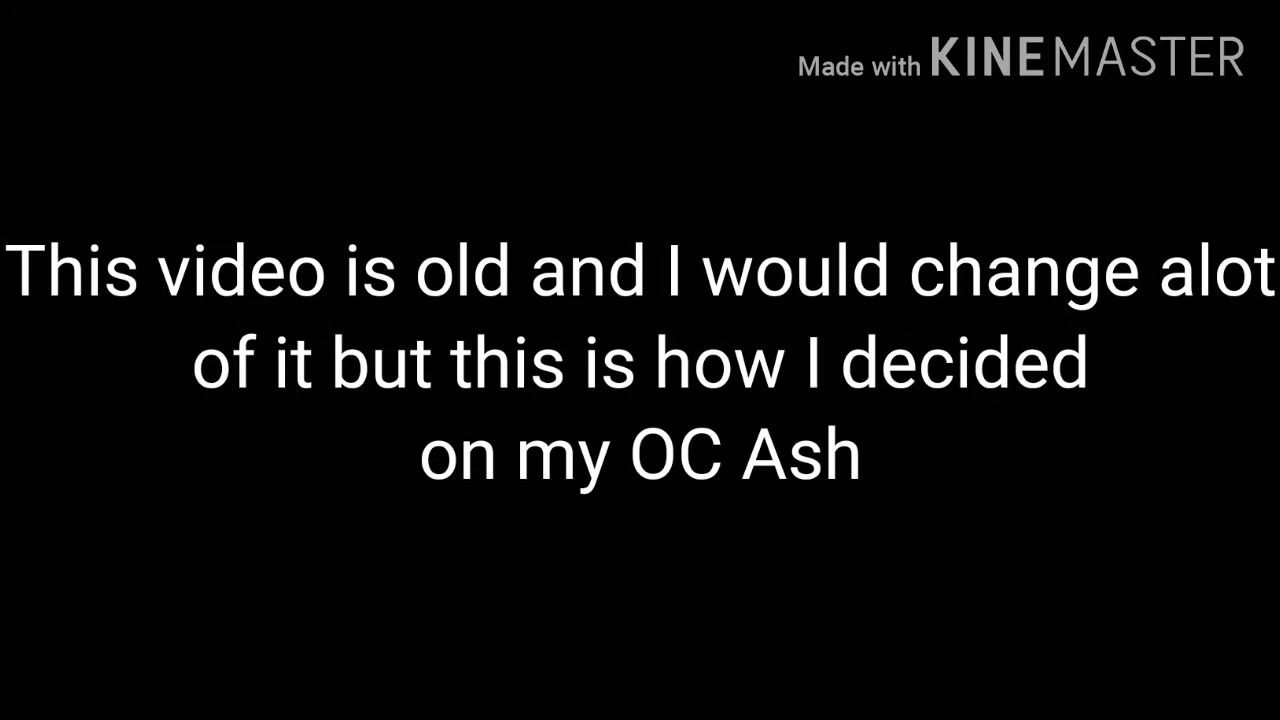 Made with KINEMASTER
This video is old and I would change alot
of it but this is how I decided
on my OC Ash